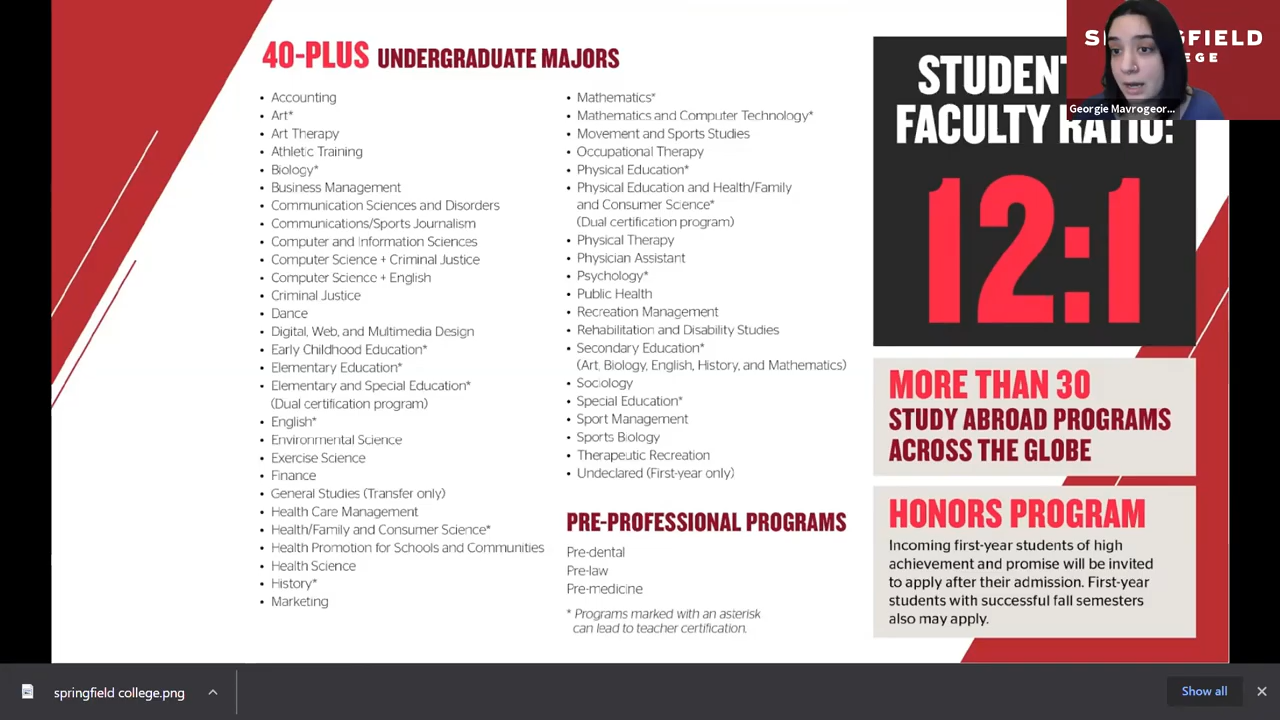 40-PLUS UNDERGRADUATE MAJORS
• Accounting
• Art*
• Art Therapy
• Athletic Training
• Biology*
• Business Management
• Communication Sciences and Disorders
• Communications/Sports Journalism
• Computer and Information Sciences
• Computer Science + Criminal Justice
• Computer Science + English
• Criminal Justice
• Dance
• Digital, Web, and Multimedia Design
• Early Childhood Education*
• Elementary Education*
• Elementary and Special Education*
(Dual certification program)
• English*
• Environmental Science
• Exercise Science
• Finance
• General Studies (Transfer only)
• Health Care Management
• Health/Family and Consumer Science*
• Health Promotion for Schools and Communities
• Health Science
• History*
• Marketing
• Mathematics*
• Mathematics and Computer Technology*
• Movement and Sports Studies
• Occupational Therapy
• Physical Education*
• Physical Education and Health/Family
and Consumer Science*
(Dual certification program)
• Physical Therapy
• Physician Assistant
• Psychology*
• Public Health
• Recreation Management
• Rehabilitation and Disability Studies
• Secondary Education*
(Art, Biology, English, History, and Mathematics)
• Sociology
• Special Education*
• Sport Management
• Sports Biology
• Therapeutic Recreation
• Undeclared (First-year only)
PRE-PROFESSIONAL PROGRAMS
Pre-dental
Pre-law
Pre-medicine
* Programs marked with an asterisk
can lead to teacher certification.
STUDENT
FACULTY RATIO:
12:1
MORE THAN 30
STUDY ABROAD PROGRAMS
ACROSS THE GLOBE
HONORS PROGRAM
Incoming first-year students of high
achievement and promise will be invited
to apply after their admission. First-year
students with successful fall semesters
also may apply.
Georgie Mavrogeor...
springfield college.png
Show all